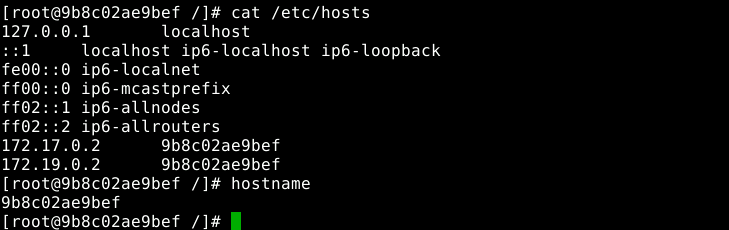 [root@9b8c02ae9bef /]# cat /etc/hosts
127.0.0.1       localhost
::1     localhost ip6-localhost ip6-loopback
fe00::0 ip6-localnet
ff00::0 ip6-mcastprefix
ff02::1 ip6-allnodes
ff02::2 ip6-allrouters
172.17.0.2      9b8c02ae9bef
172.19.0.2      9b8c02ae9bef
[root@9b8c02ae9bef /]# hostname
9b8c02ae9bef
[root@9b8c02ae9bef /]#